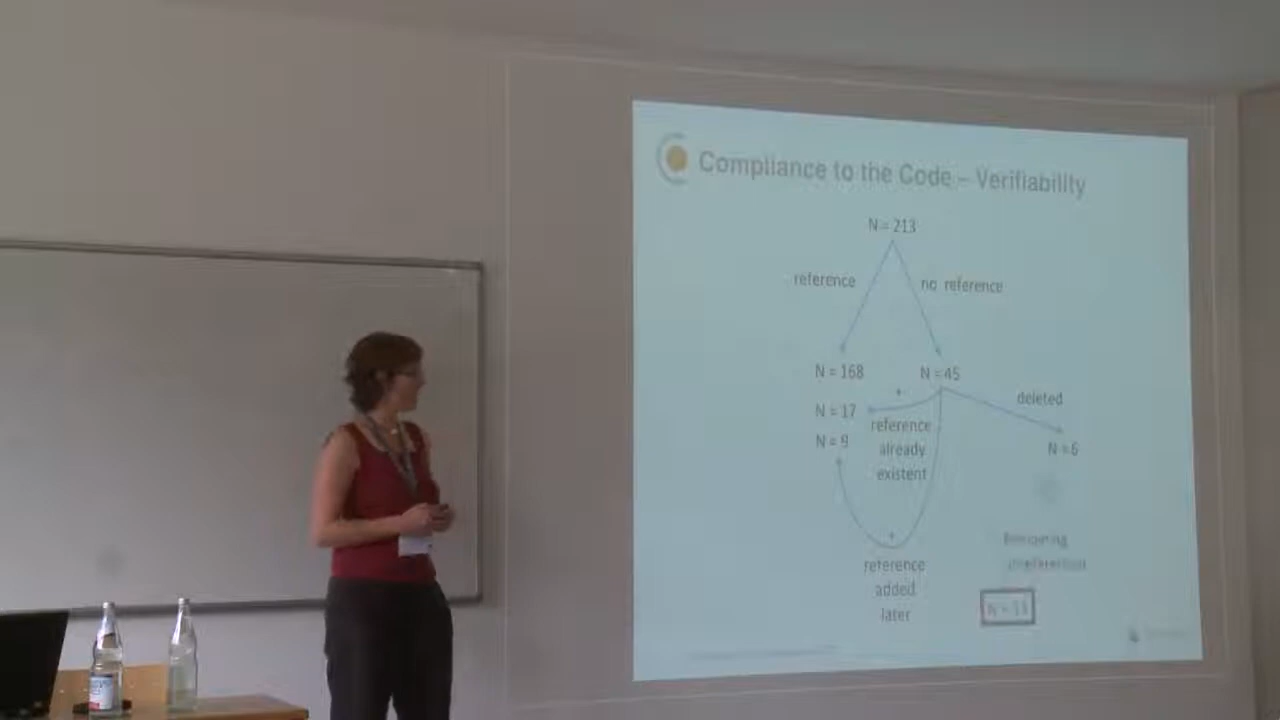 Compliance to the Code – Verifiability
N = 213
reference
no reference
N = 168
N = 45
+
deleted
N = 17
reference
N = 9
already
N = 6
existent
+
reference
added
later